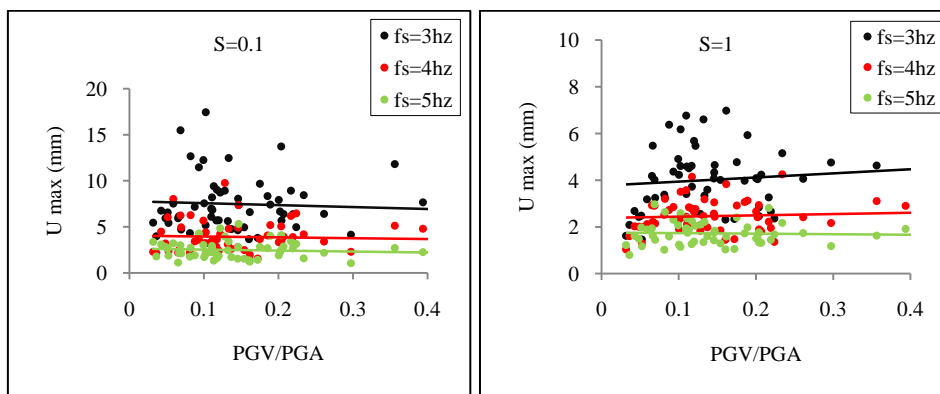 S=0.1
fs=3hz
fs=4hz
fs=5hz
U max (mm)
20
15
10
5
0
0 0.1 0.2 0.3 0.4
PGV/PGA
S=1
fs=3hz
fs=4hz
fs=5hz
U max (mm)
10
8
6
4
2
0
0 0.1 0.2 0.3 0.4
PGV/PGA